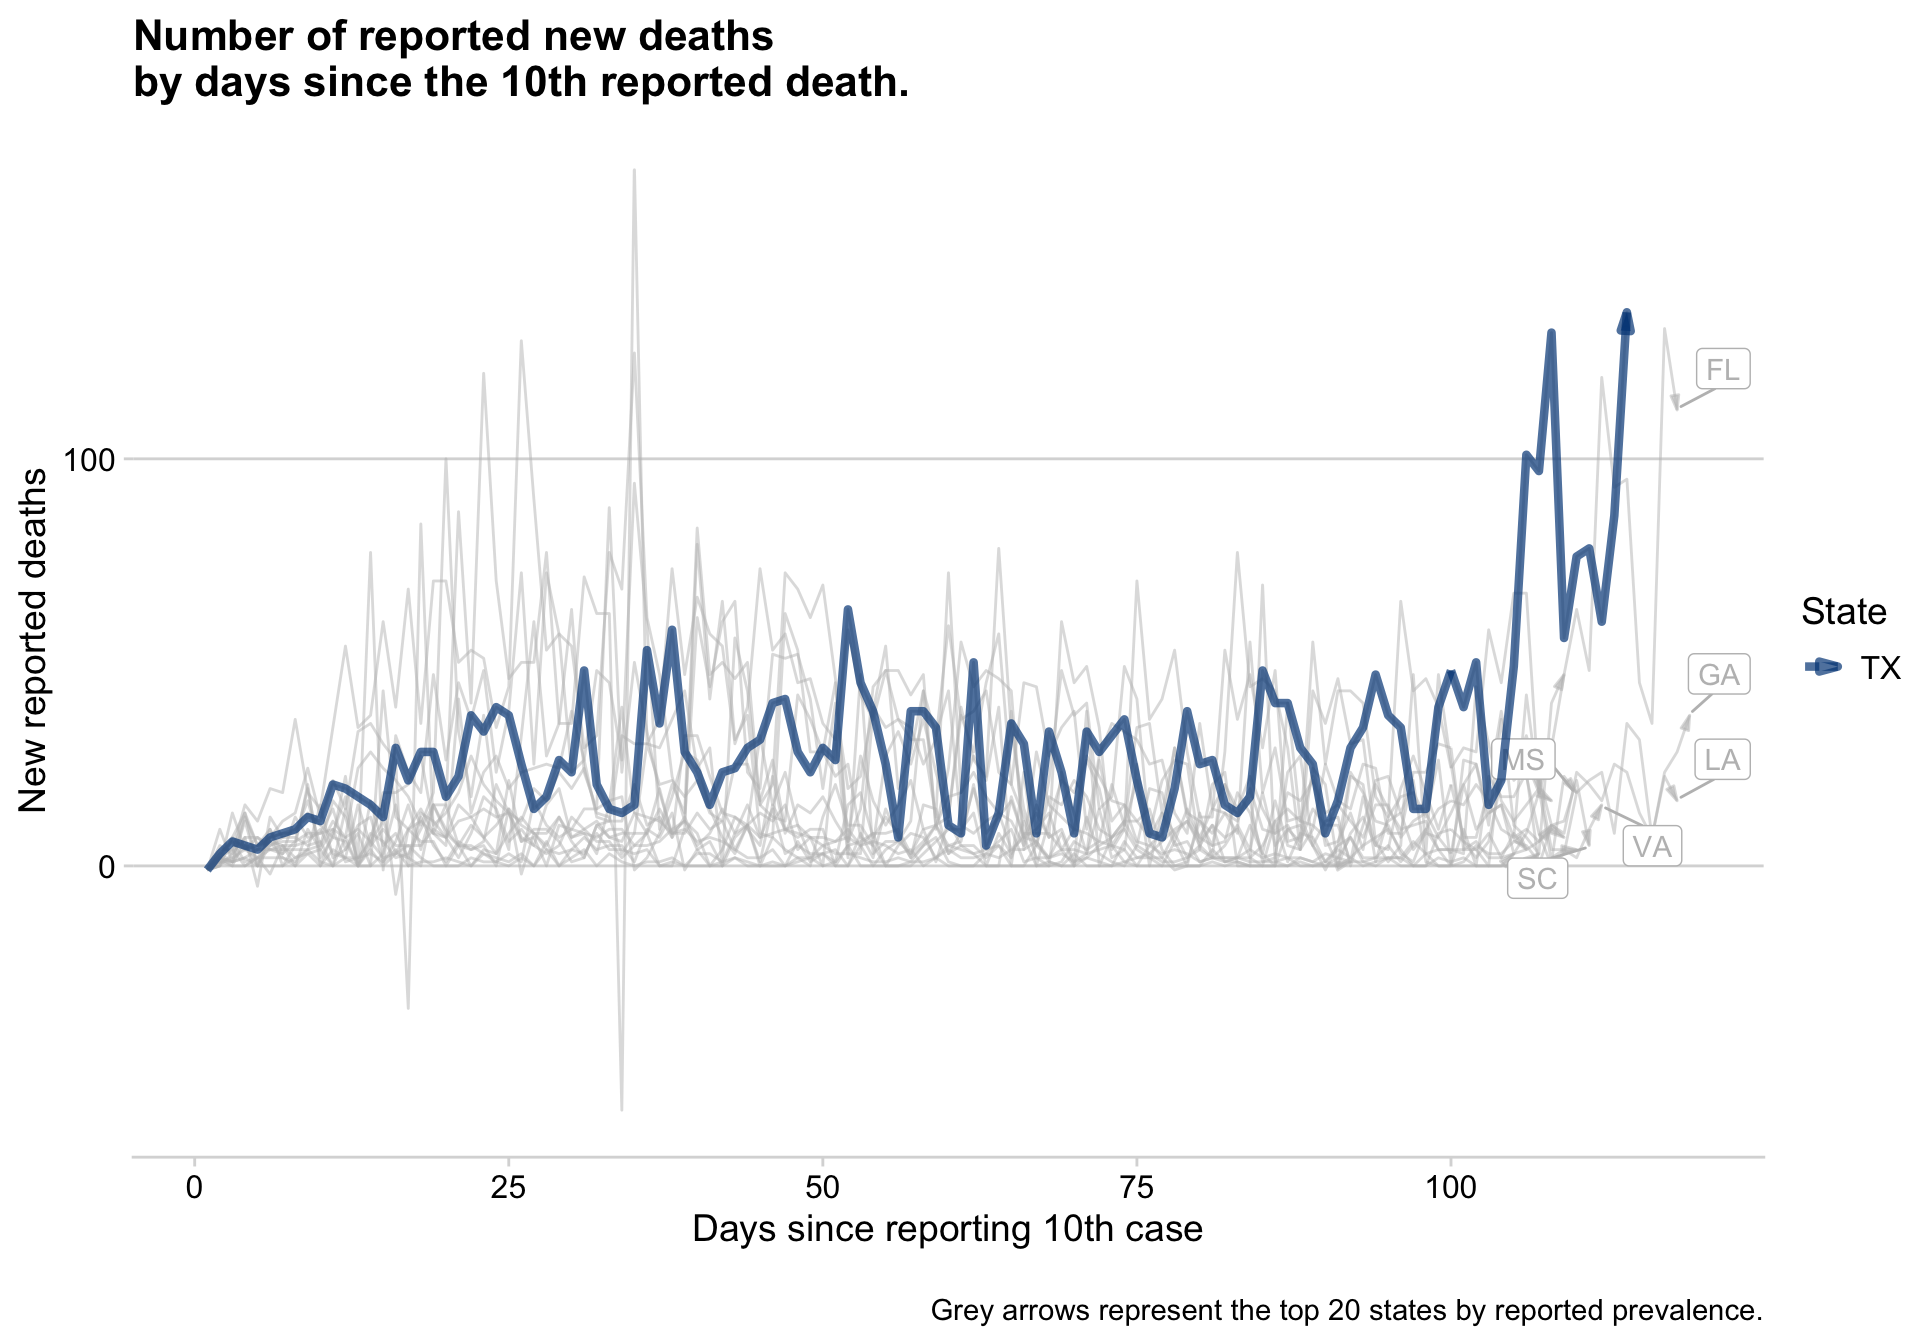 Number of reported new deaths
by days since the 10th reported death.
New reported deaths
100
0
FL
GA
MS
LA
VA
SC
State
TX
0 25 50 75 100
Days since reporting 10th case
Grey arrows represent the top 20 states by reported prevalence.